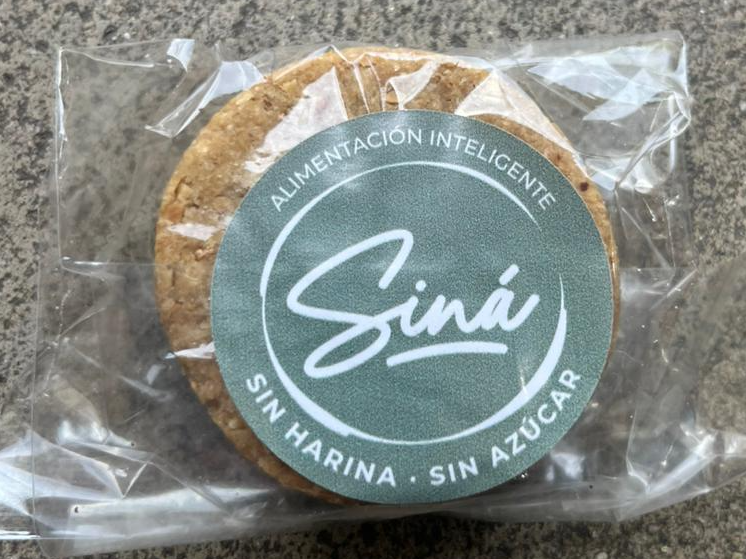 ALIMENTACIÓN INTELIGENTE
Siná
SIN HARINA · SIN AZÚCAR